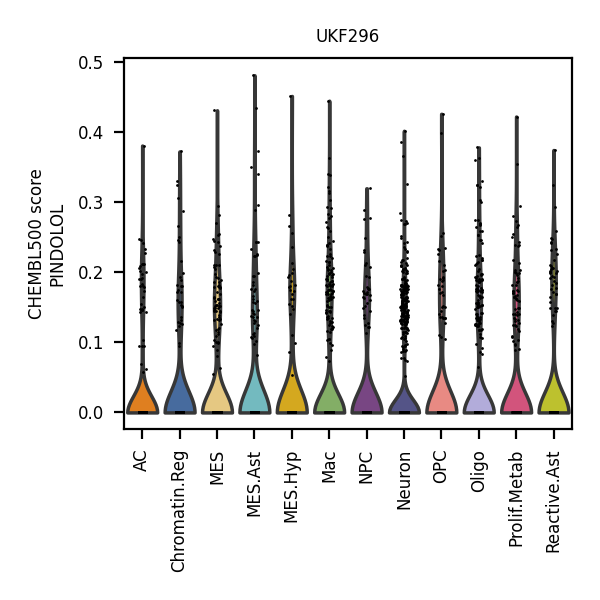 UKF296
CHEMBL500 score
PINDOLOL
0.5
0.4
0.3
0.2
0.1
0.0
AC
Chromatin.Reg
MES
MES.Ast
MES.Hyp
Mac
NPC
Neuron
OPC
Oligo
Prolif.Metab
Reactive.Ast